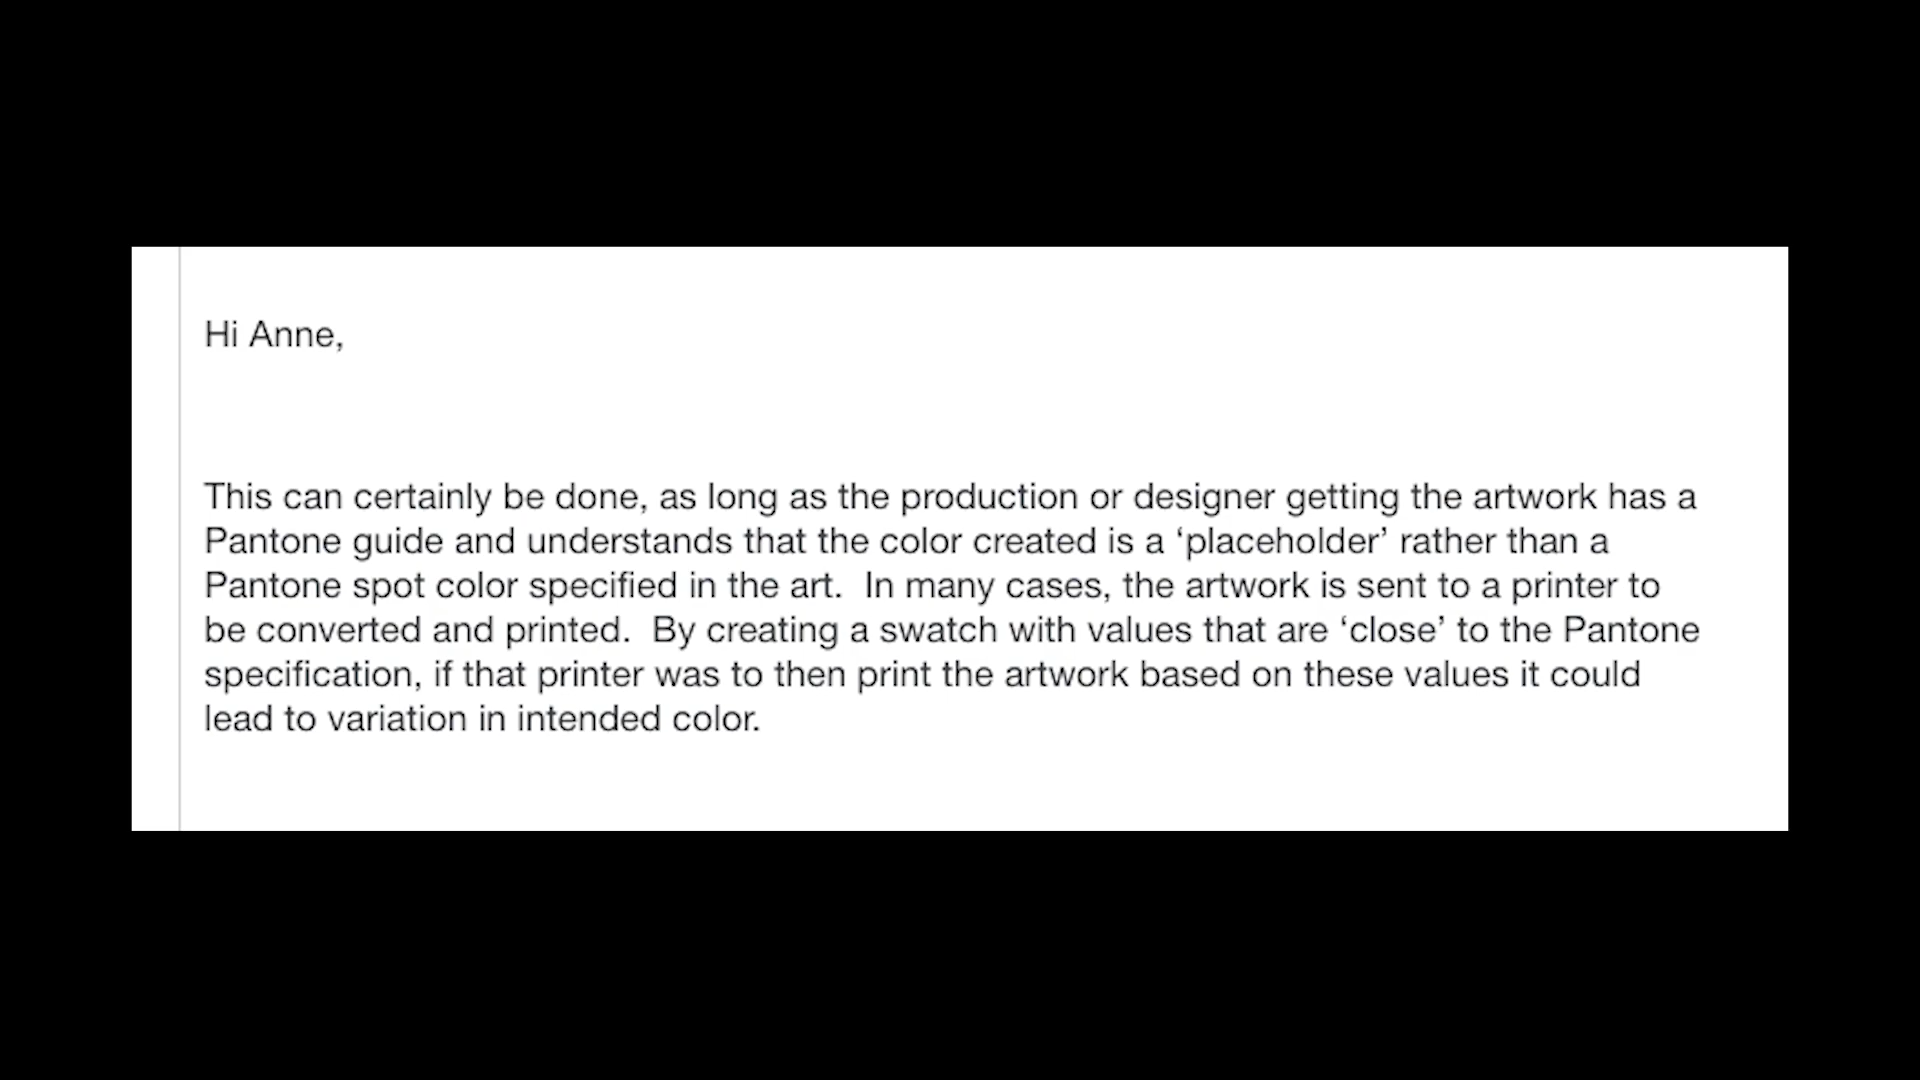 Hi Anne,
This can certainly be done, as long as the production or designer getting the artwork has a
Pantone guide and understands that the color created is a ‘placeholder’ rather than a
Pantone spot color specified in the art.  In many cases, the artwork is sent to a printer to
be converted and printed.  By creating a swatch with values that are ‘close’ to the Pantone
specification, if that printer was to then print the artwork based on these values it could
lead to variation in intended color.